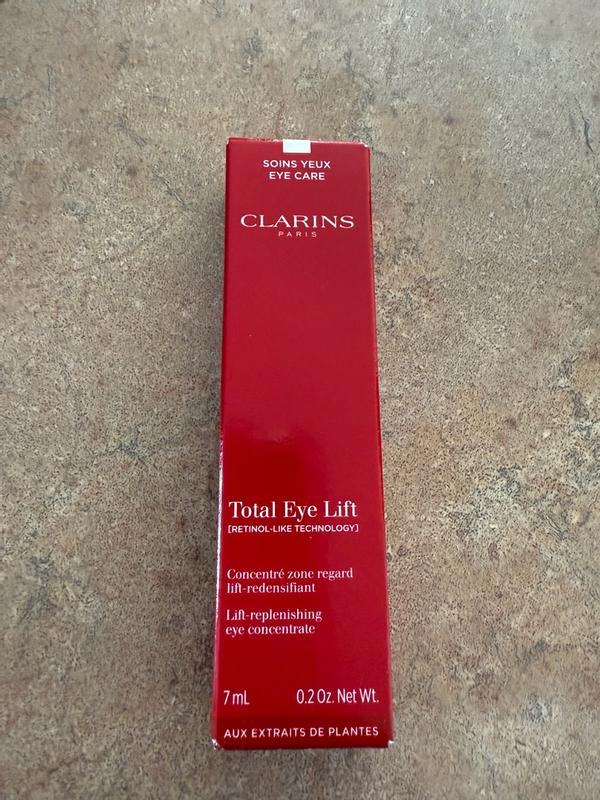 SOINS YEUX
EYE CARE
CLARINS
PARIS
Total Eye Lift
[RETINOL-LIKE TECHNOLOGY]
Concentré zone regard
lift-redensifiant
Lift-replenishing
eye concentrate
7 mL 0.2 Oz. Net Wt.
AUX EXTRAITS DE PLANTES